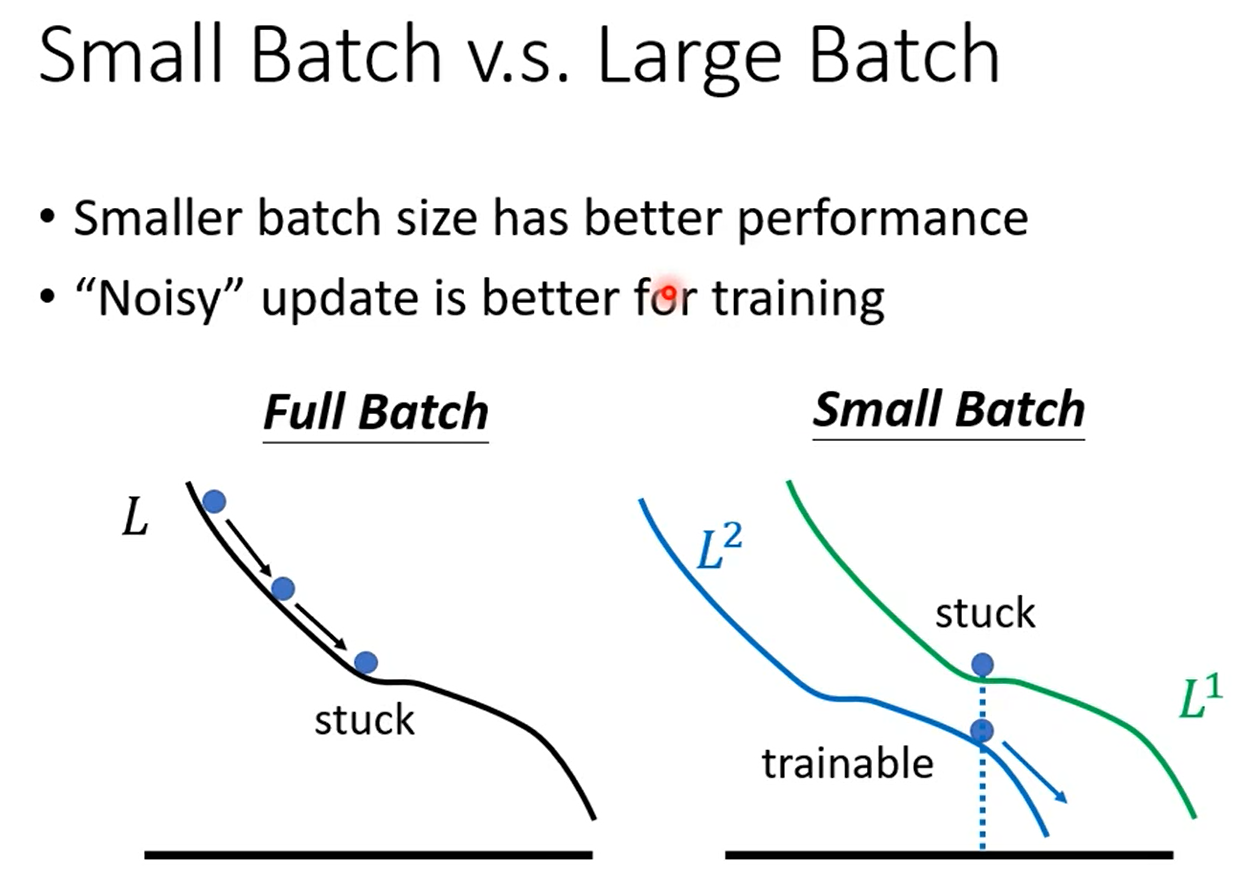 Small Batch v.s. Large Batch
• Smaller batch size has better performance
• “Noisy” update is better for training
Full Batch
Small Batch
L
stuck
L²
stuck
L¹
trainable